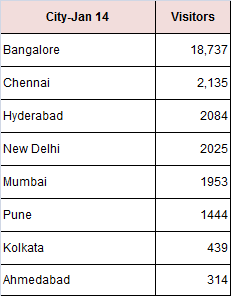 City-Jan 14 Visitors
Bangalore 18,737
Chennai 2,135
Hyderabad 2084
New Delhi 2025
Mumbai 1953
Pune 1444
Kolkata 439
Ahmedabad 314